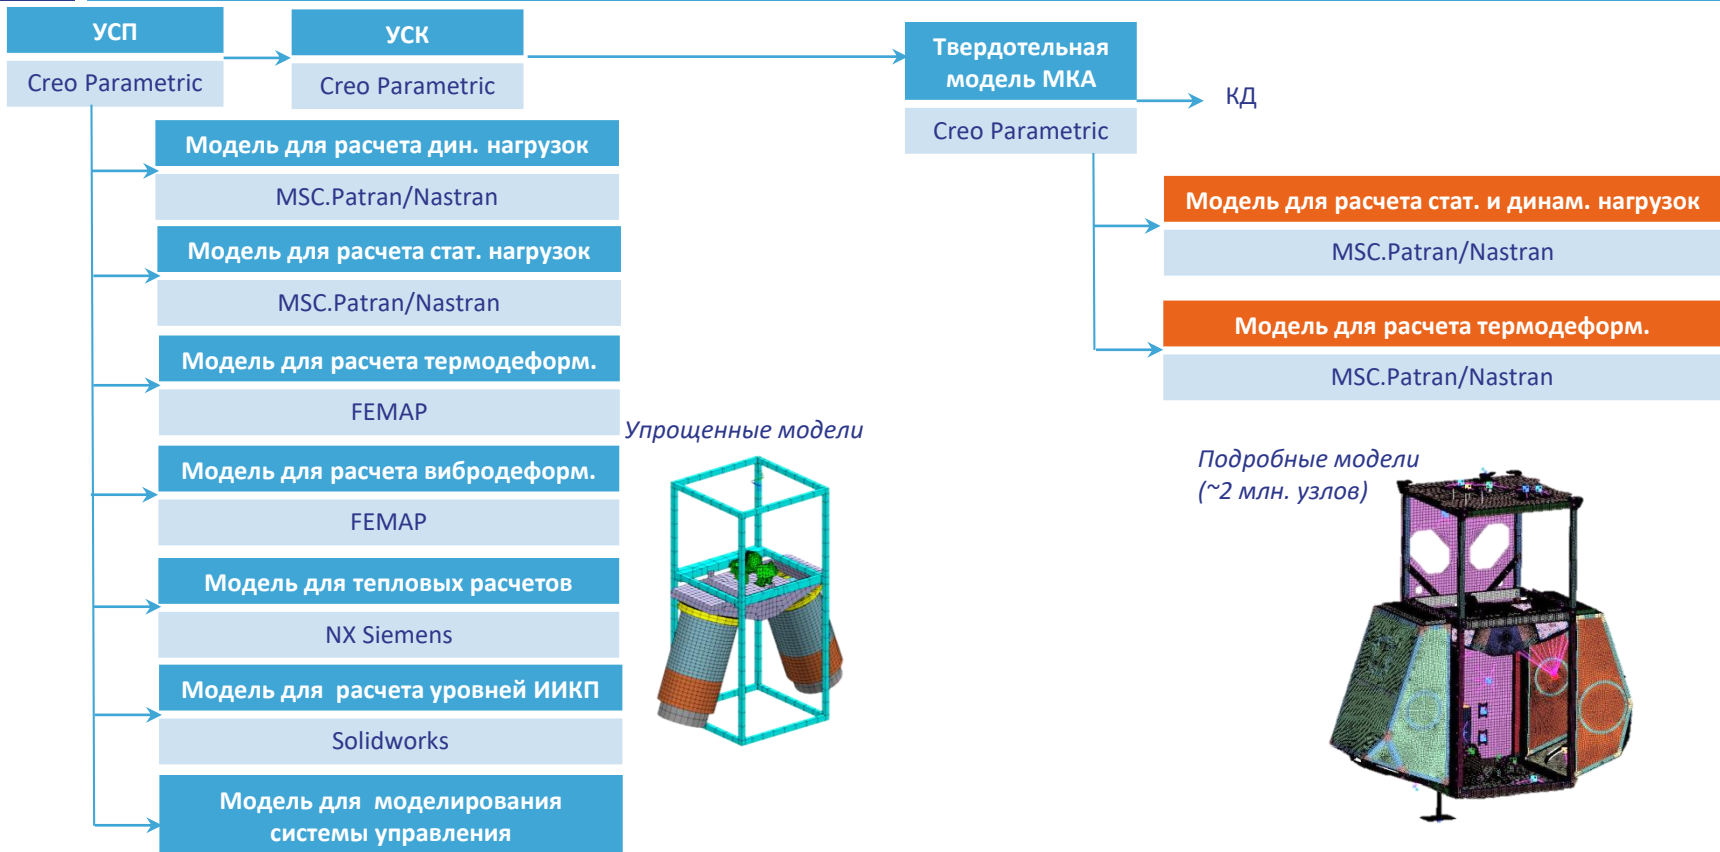 УСП
Creo Parametric
УСК
Creo Parametric
Твердотельная
модель МКА
Creo Parametric
КД
Модель для расчета дин. нагрузок
MSC.Patran/Nastran
Модель для расчета стат. нагрузок
MSC.Patran/Nastran
Модель для расчета термодеформ.
FEMAP
Модель для расчета вибродеформ.
FEMAP
Модель для тепловых расчетов
NX Siemens
Модель для расчета уровней ИИКП
Solidworks
Модель для моделирования
системы управления
Упрощенные модели
Модель для расчета стат. и динам. нагрузок
MSC.Patran/Nastran
Модель для расчета термодеформ.
MSC.Patran/Nastran
Подробные модели
(~2 млн. узлов)